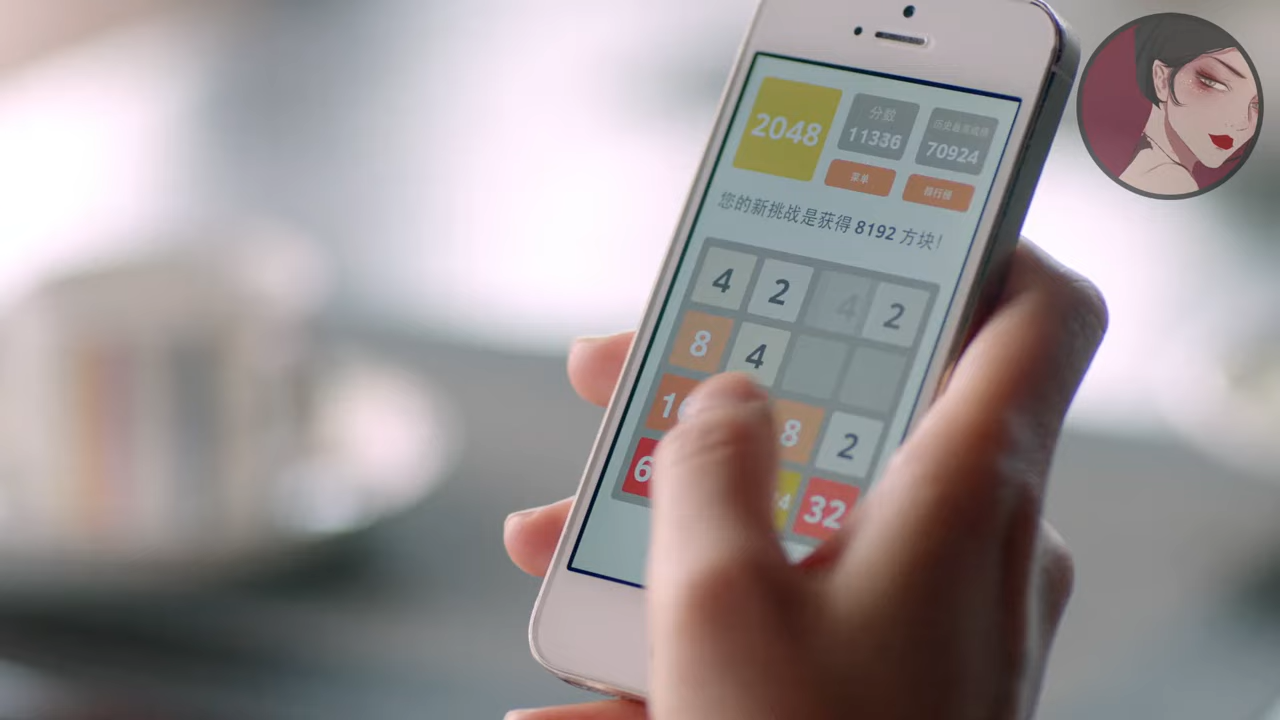 2048
分数
11336
历史最高成绩
70924
菜单
排行榜
您的新挑战是获得 8192 方块!
4 2 4 2
8 4
8 2
32